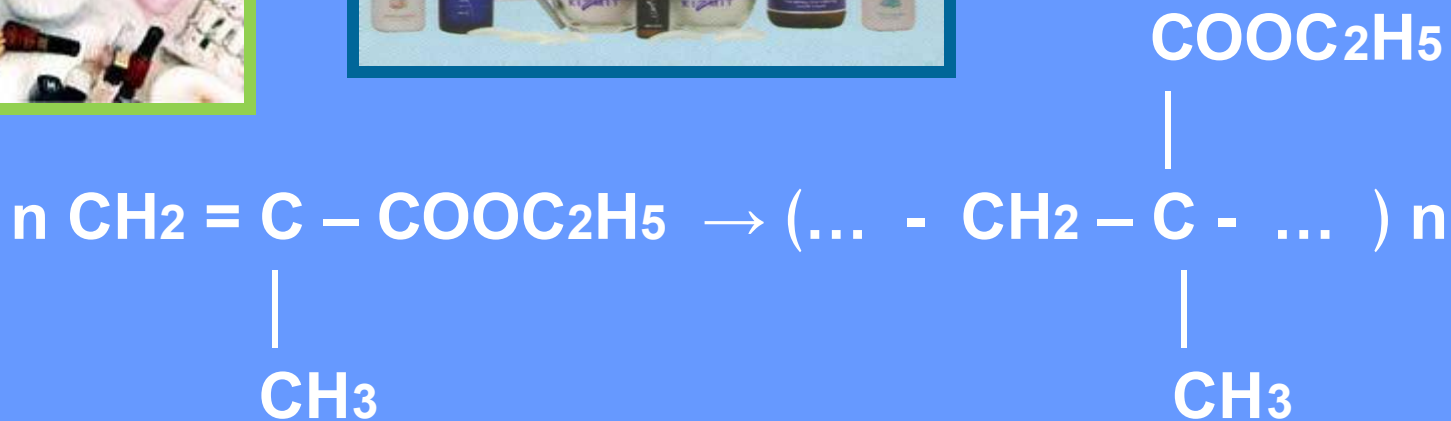 COOC2H5
n CH2 = C – COOC2H5 → (... - CH2 – C - ... ) n
CH3 CH3